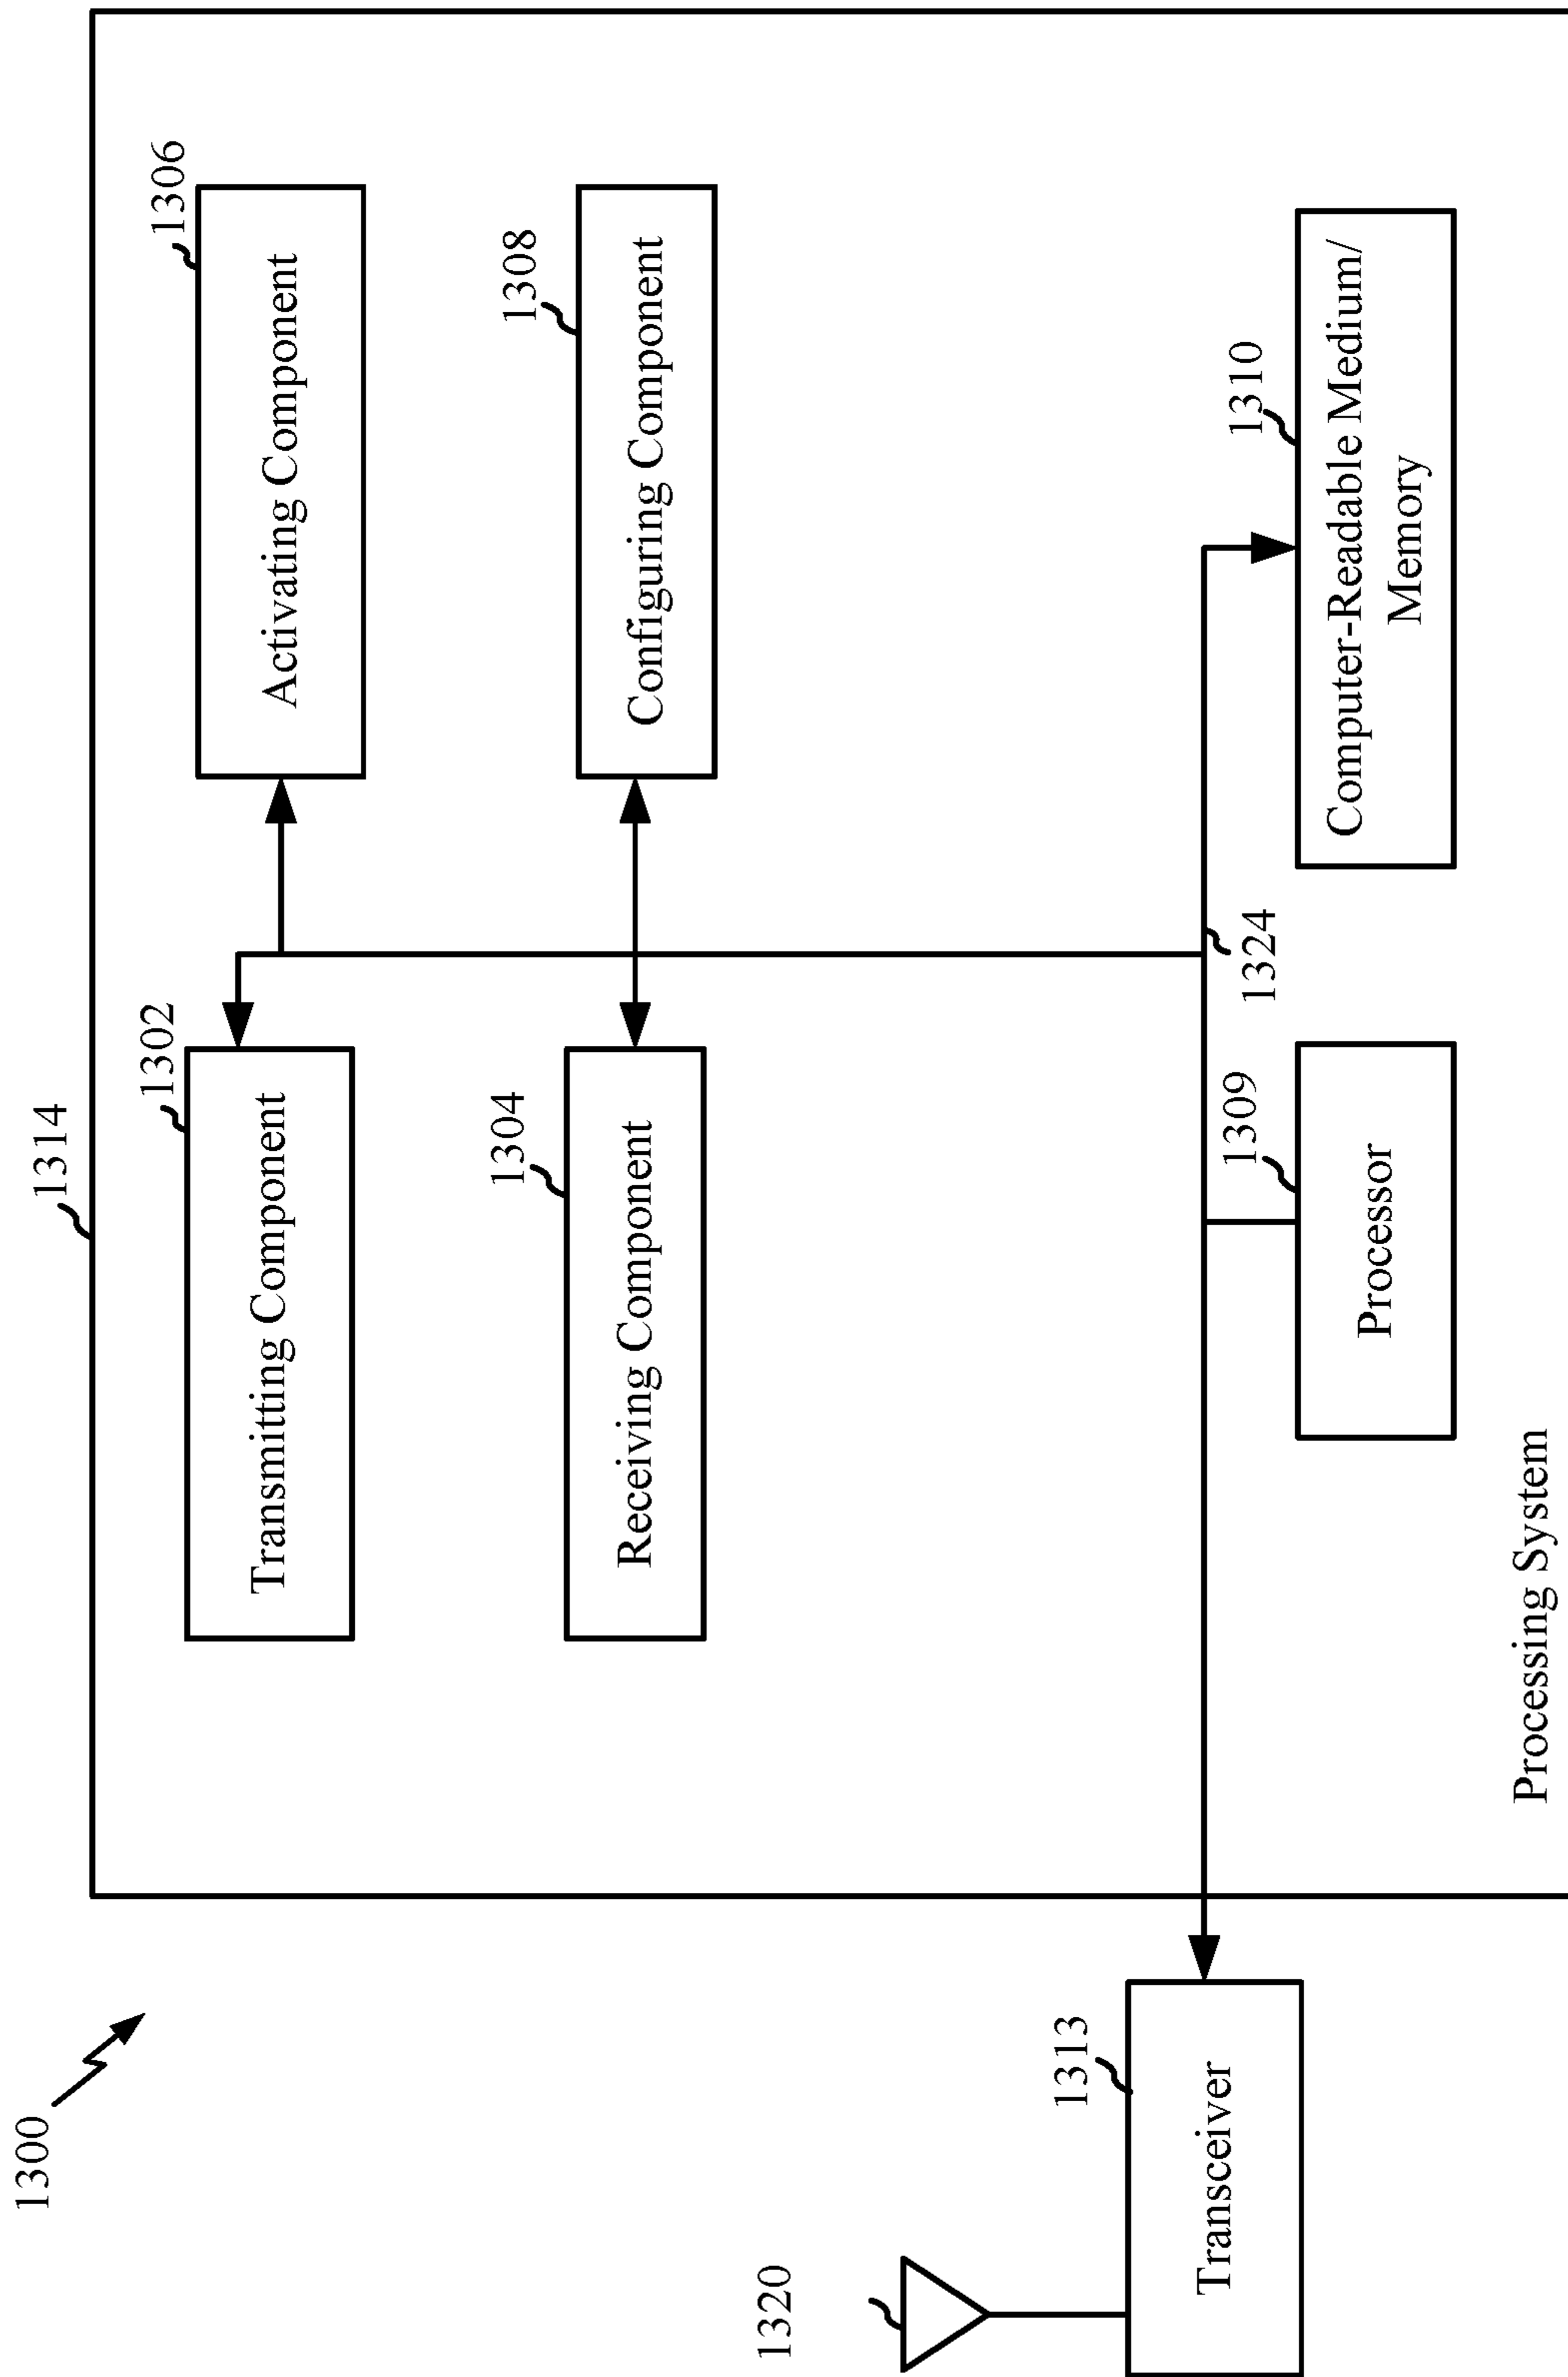 1300
1314
1302
1306
Transmitting Component
Activating Component
1304
1308
Receiving Component
Configuring Component
1320
1313
1309
1324
1310
Transceiver
Processor
Computer-Readable Medium/
Memory
Processing System